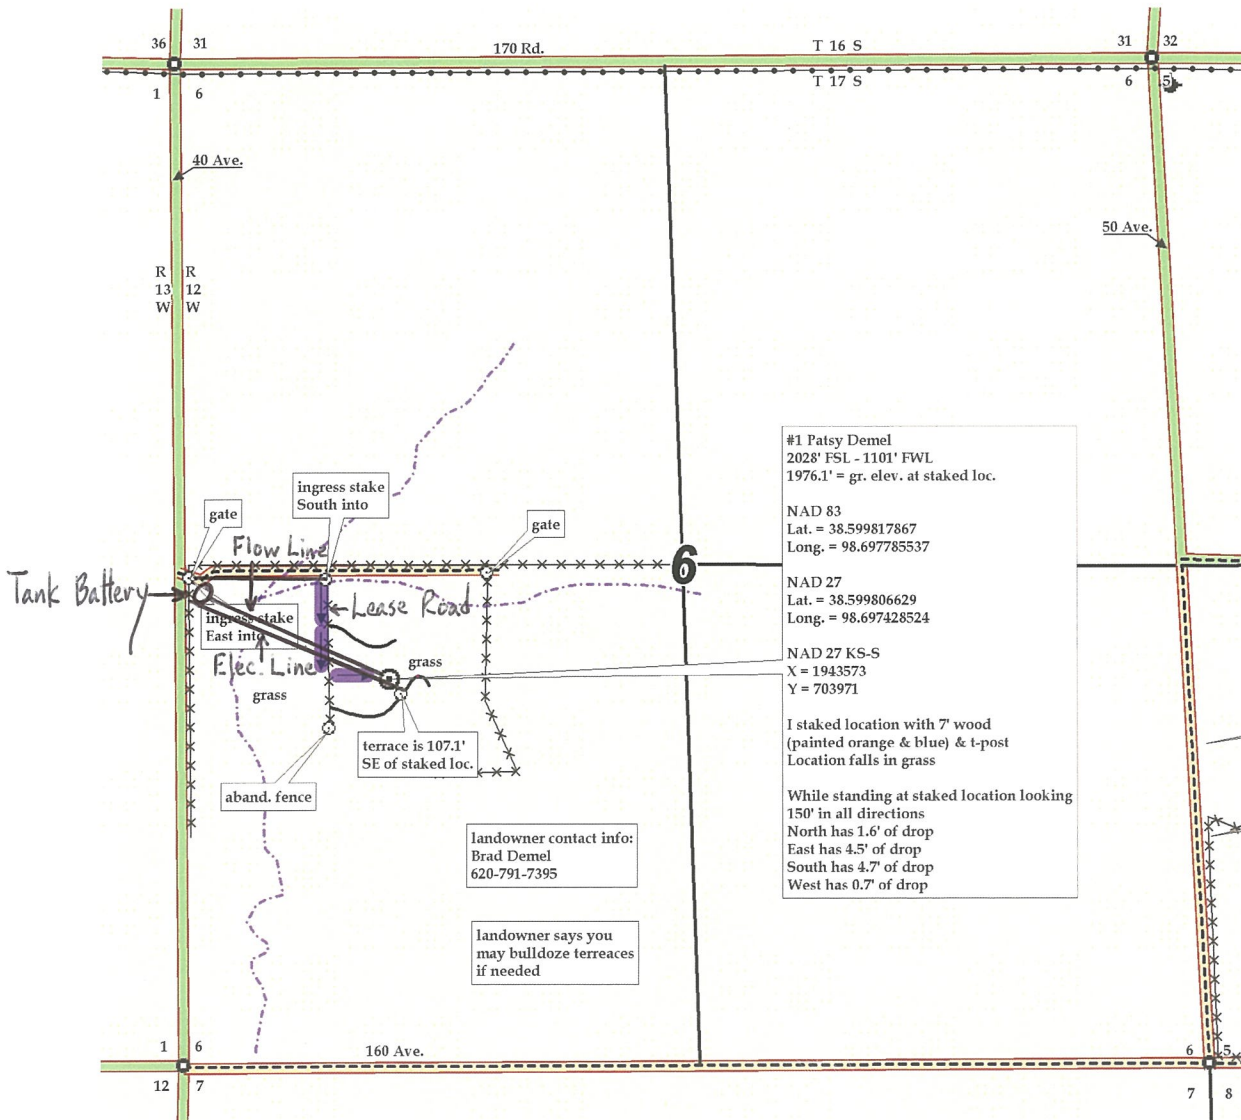 36 31
170 Rd.
T 16 S
31 32
1 6
T 17 S
6 5
40 Ave.
50 Ave.
R R
13 12
W W
#1 Patsy Demel
2028' FSL - 1101' FWL
1976.1' = gr. elev. at staked loc.
NAD 83
Lat. = 38.599817867
Long. = 98.697785537
NAD 27
Lat. = 38.599806629
Long. = 98.697428524
NAD 27 KS-S
X = 1943573
Y = 703971
I staked location with 7' wood
(painted orange & blue) & t-post
Location falls in grass
While standing at staked location looking
150' in all directions
North has 1.6' of drop
East has 4.5' of drop
South has 4.7' of drop
West has 0.7' of drop
ingress stake
South into
gate
gate
Flow Line
6
Tank Battery
Lease Road
ingress stake
East into
Elec. Line
grass
grass
terrace is 107.1'
SE of staked loc.
aband. fence
landowner contact info:
Brad Demel
620-791-7395
landowner says you
may bulldoze terreaces
if needed
1 6
160 Ave.
6 5
12 7
7 8